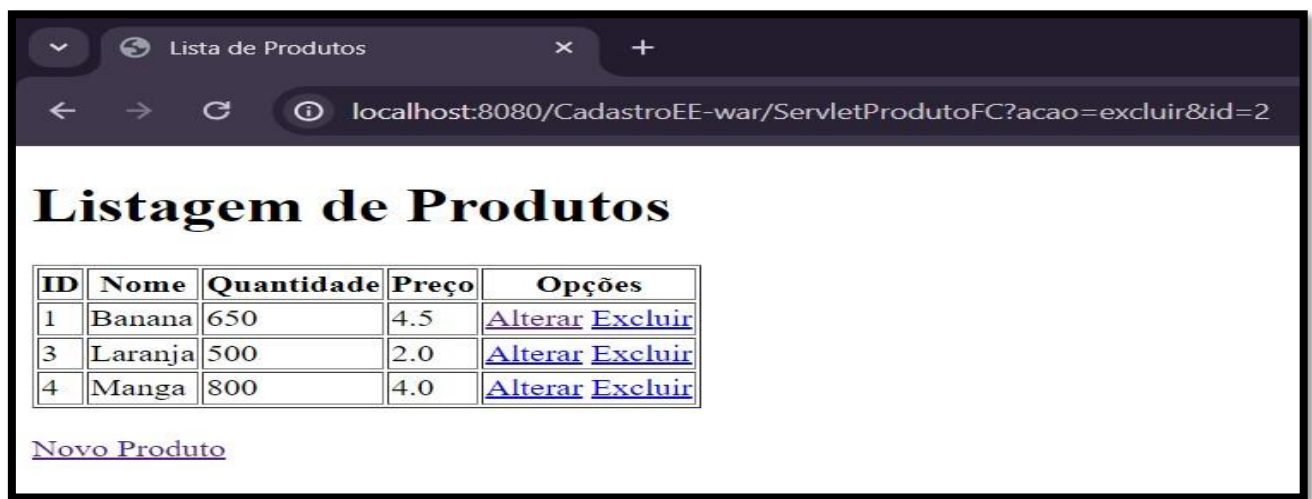 Lista de Produtos
localhost:8080/CadastroEE-war/ServletProdutoFC?acao=excluir&id=2
Listagem de Produtos
ID Nome Quantidade Preço Opções
1 Banana 650 4.5 Alterar Excluir
3 Laranja 500 2.0 Alterar Excluir
4 Manga 800 4.0 Alterar Excluir
Novo Produto